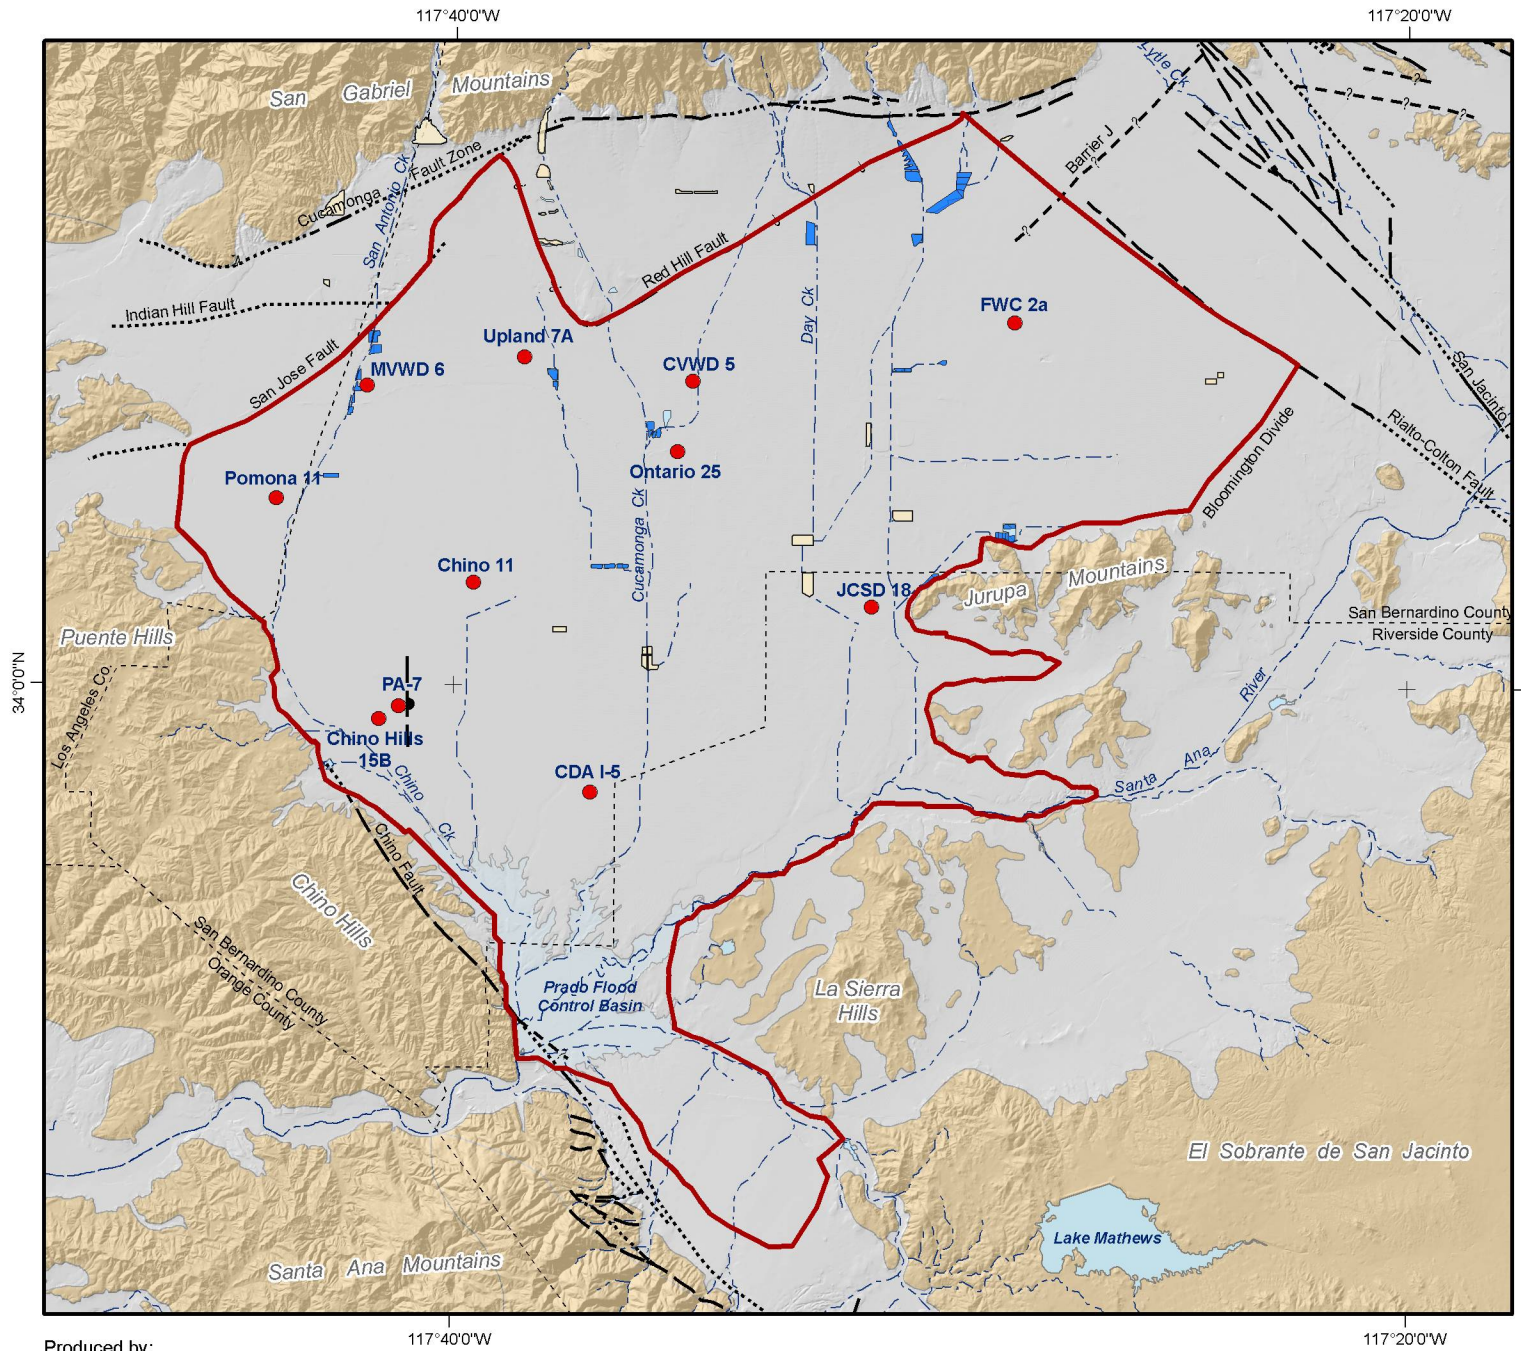 117°40'0"W
117°20'0"W
Lytle Ck
San Gabriel Mountains
?
?
?
?
Barrier J
?
?
?
Cucamonga Fault Zone
San Antonio Ck
Red Hill Fault
Indian Hill Fault
Day Ck
FWC 2a
Upland 7A
San Jose Fault
MVWD 6
CVWD 5
San Jacinto
Rialto-Colton Fault
Bloomington Divide
Pomona 11
Ontario 25
Cucamonga Ck
Chino 11
JCSD 18
Jurupa Mountains
San Bernardino County
Riverside County
Puente Hills
Los Angeles Co.
34°0'0"N
PA-7
River
Chino Hills
15B
Chino Ck
CDA I-5
Santa Ana
Chino Fault
Chino Hills
San Bernardino County
Orange County
Prado Flood
Control Basin
La Sierra
Hills
El Sobrante de San Jacinto
Lake Mathews
Santa Ana Mountains
117°40'0"W
117°20'0"W
Produced by: